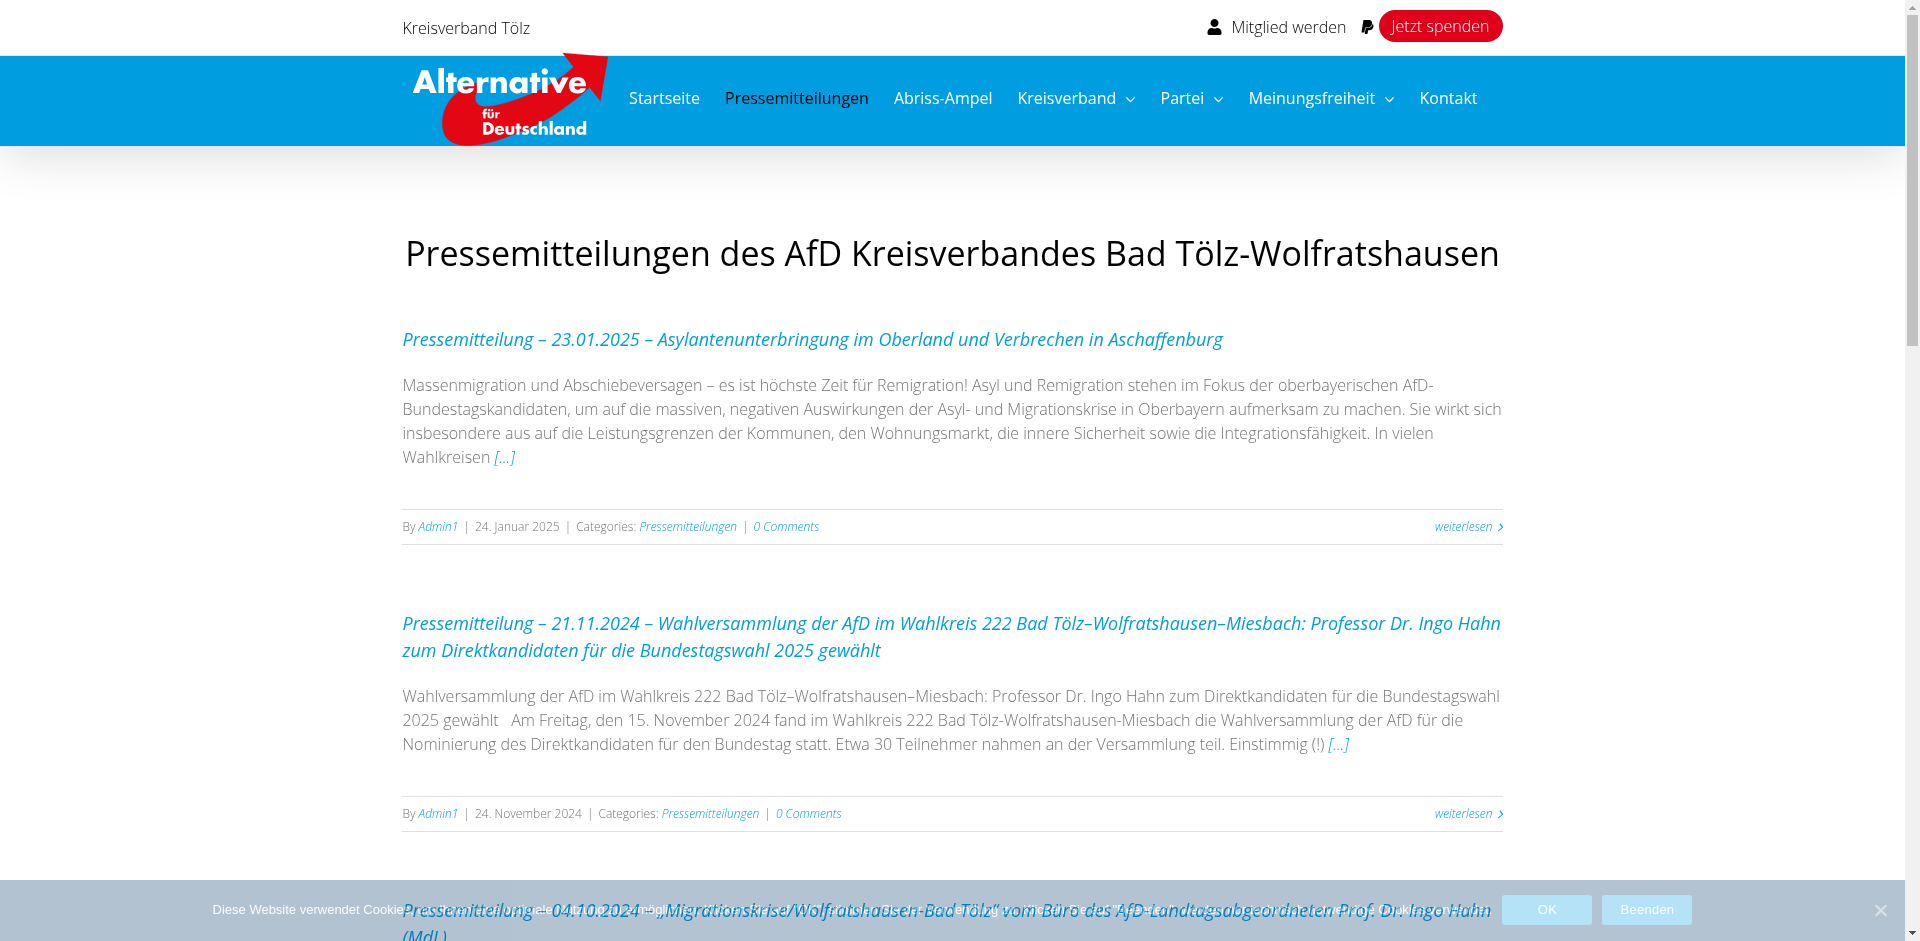 Kreisverband Tölz
Mitglied werden
Jetzt spenden
Alternative
für
Deutschland
Startseite
Pressemitteilungen
Abriss-Ampel
Kreisverband
Partei
Meinungsfreiheit
Kontakt
Pressemitteilungen des AfD Kreisverbandes Bad Tölz-Wolfratshausen
Pressemitteilung – 23.01.2025 – Asylantenunterbringung im Oberland und Verbrechen in Aschaffenburg
Massenmigration und Abschiebeversagen – es ist höchste Zeit für Remigration! Asyl und Remigration stehen im Fokus der oberbayerischen AfD-
Bundestagskandidaten, um auf die massiven, negativen Auswirkungen der Asyl- und Migrationskrise in Oberbayern aufmerksam zu machen. Sie wirkt sich
insbesondere aus auf die Leistungsgrenzen der Kommunen, den Wohnungsmarkt, die innere Sicherheit sowie die Integrationsfähigkeit. In vielen
Wahlkreisen [...]
By Admin1 | 24. Januar 2025 | Categories: Pressemitteilungen | 0 Comments
weiterlesen
Pressemitteilung – 21.11.2024 – Wahlversammlung der AfD im Wahlkreis 222 Bad Tölz–Wolfratshausen–Miesbach: Professor Dr. Ingo Hahn
zum Direktkandidaten für die Bundestagswahl 2025 gewählt
Wahlversammlung der AfD im Wahlkreis 222 Bad Tölz–Wolfratshausen–Miesbach: Professor Dr. Ingo Hahn zum Direktkandidaten für die Bundestagswahl
2025 gewählt Am Freitag, den 15. November 2024 fand im Wahlkreis 222 Bad Tölz-Wolfratshausen-Miesbach die Wahlversammlung der AfD für die
Nominierung des Direktkandidaten für den Bundestag statt. Etwa 30 Teilnehmer nahmen an der Versammlung teil. Einstimmig (!) [...]
By Admin1 | 24. November 2024 | Categories: Pressemitteilungen | 0 Comments
weiterlesen
Pressemitteilung – 04.10.2024 – „Migrationskrise/Wolfratshausen-Bad Tölz“ vom Büro des AfD-Landtagsabgeordneten Prof. Dr. Ingo Hahn
(MdL)
Diese Website verwendet Cookies
OK
Beenden